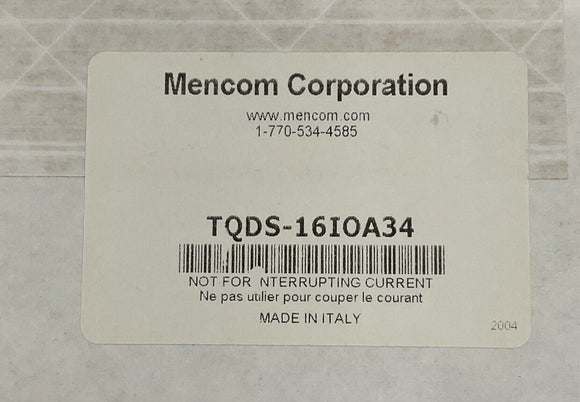 Mencom Corporation
www.mencom.com
1-770-534-4585
TQDS-16IOA34
NOT FOR NTERRUPTING CURRENT
Ne pas utilier pour couper le courant
MADE IN ITALY
2004